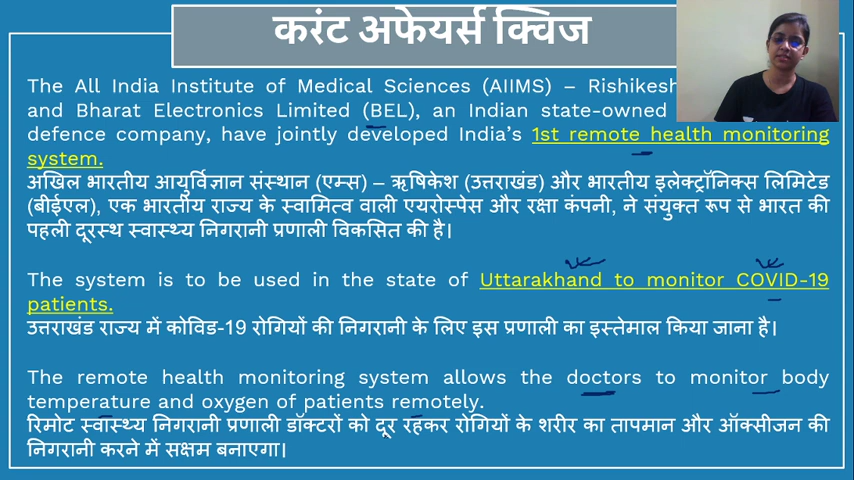 करंट अफेयर्स क्विज
The All India Institute of Medical Sciences (AIIMS) – Rishikesh
and Bharat Electronics Limited (BEL), an Indian state-owned
defence company, have jointly developed India's 1st remote health monitoring
system.
अखिल भारतीय आयुर्विज्ञान संस्थान (एम्स) – ऋषिकेश (उत्तराखंड) और भारतीय इलेक्ट्रॉनिक्स लिमिटेड
(बीईएल), एक भारतीय राज्य के स्वामित्व वाली एयरोस्पेस और रक्षा कंपनी, ने संयुक्त रूप से भारत की
पहली दूरस्थ स्वास्थ्य निगरानी प्रणाली विकसित की है।
The system is to be used in the state of Uttarakhand to monitor COVID-19
patients.
उत्तराखंड राज्य में कोविड-19 रोगियों की निगरानी के लिए इस प्रणाली का इस्तेमाल किया जाना है।
The remote health monitoring system allows the doctors to monitor body
temperature and oxygen of patients remotely.
रिमोट स्वास्थ्य निगरानी प्रणाली डॉक्टरों को दूर रहकर रोगियों के शरीर का तापमान और ऑक्सीजन की
निगरानी करने में सक्षम बनाएगा।